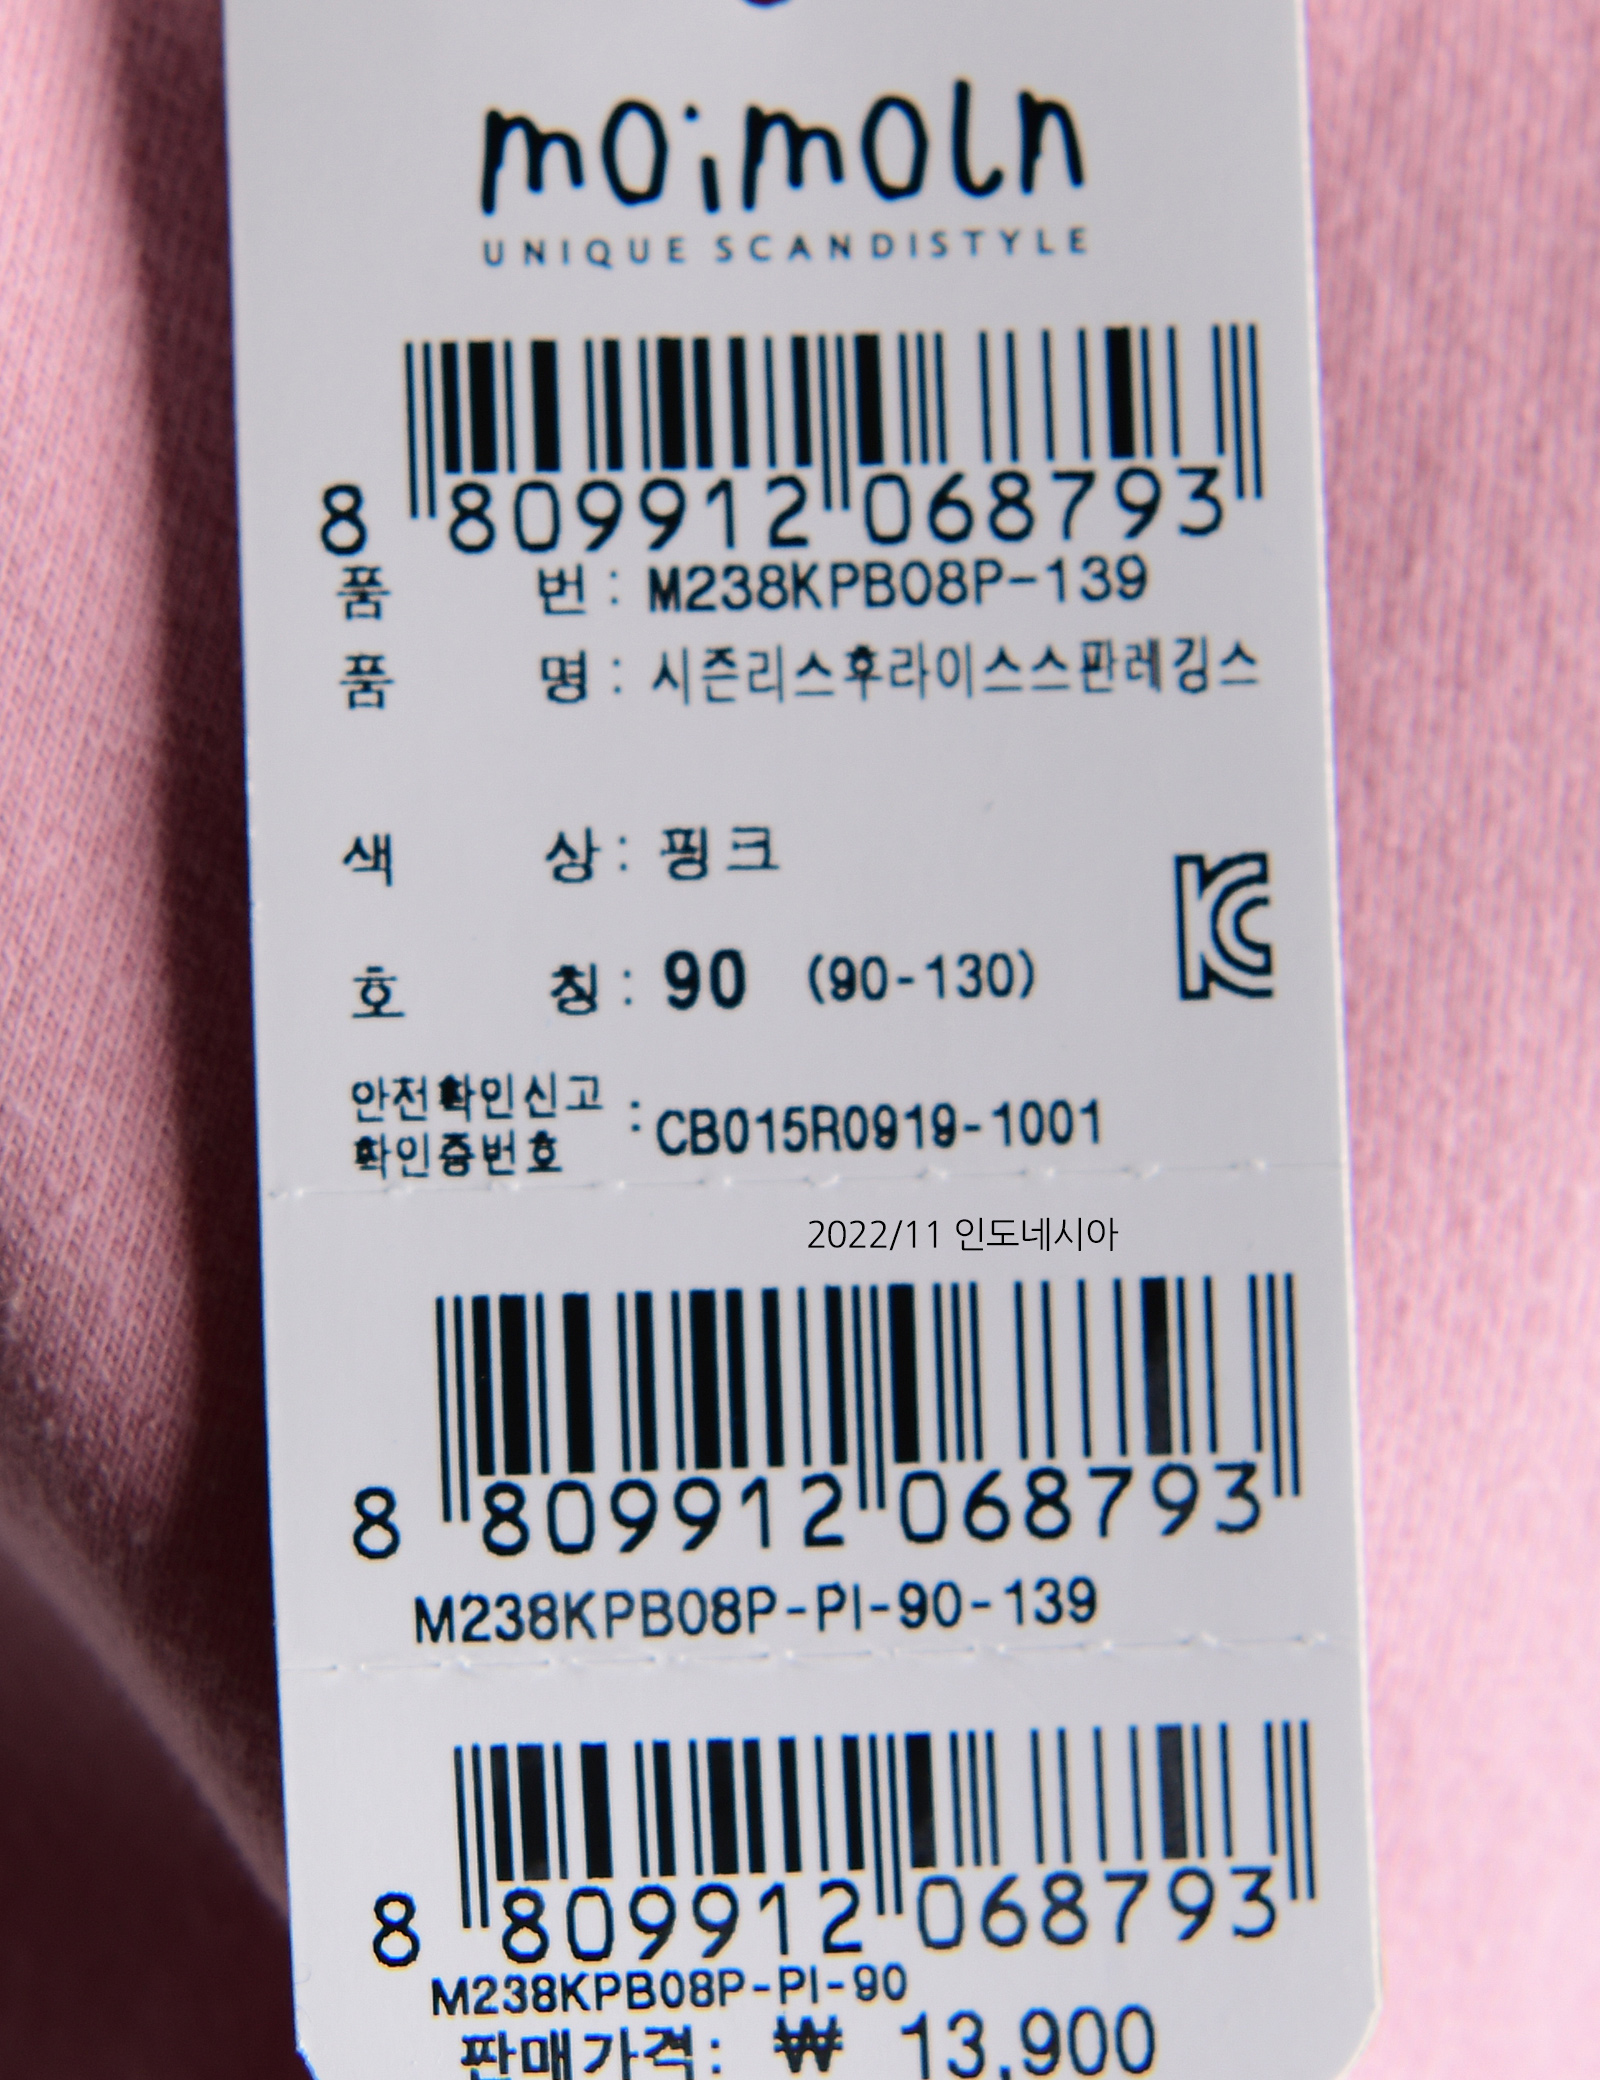 moimoln
UNIQUE SCANDISTYLE
8 809912 068793
품 번 : M238KPB08P-139
품 명 : 시즌리스후라이스스판레깅스
색 상 : 핑크
호 칭 : 90 (90-130)
안전확인신고
확인증번호 : CB015R0919-1001
2022/11 인도네시아
8 809912 068793
M238KPB08P-PI-90-139
8 809912 068793
M238KPB08P-PI-90
판매가격: ₩ 13,900